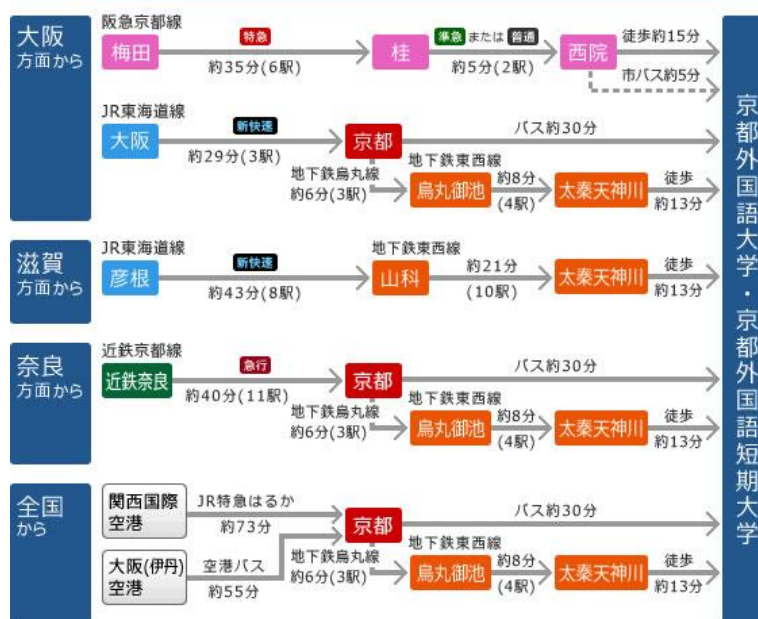 大阪
方面から
阪急京都線
梅田
特急
約35分(6駅)
桂
準急 または 普通
約5分(2駅)
西院
徒歩約15分
市バス約5分
JR東海道線
大阪
新快速
約29分(3駅)
京都
バス約30分
地下鉄烏丸線
約6分(3駅)
地下鉄東西線
烏丸御池
約8分
(4駅)
太秦天神川
徒歩
約13分
滋賀
方面から
JR東海道線
彦根
新快速
約43分(8駅)
地下鉄東西線
山科
約21分
(10駅)
太秦天神川
徒歩
約13分
奈良
方面から
近鉄京都線
近鉄奈良
急行
約40分(11駅)
京都
バス約30分
地下鉄烏丸線
約6分(3駅)
地下鉄東西線
烏丸御池
約8分
(4駅)
太秦天神川
徒歩
約13分
全国
から
関西国際
空港
JR特急はるか
約73分
大阪(伊丹)
空港
空港バス
約55分
京都
バス約30分
地下鉄烏丸線
約6分(3駅)
地下鉄東西線
烏丸御池
約8分
(4駅)
太秦天神川
徒歩
約13分
京都外国語大学・京都外国語短期大学